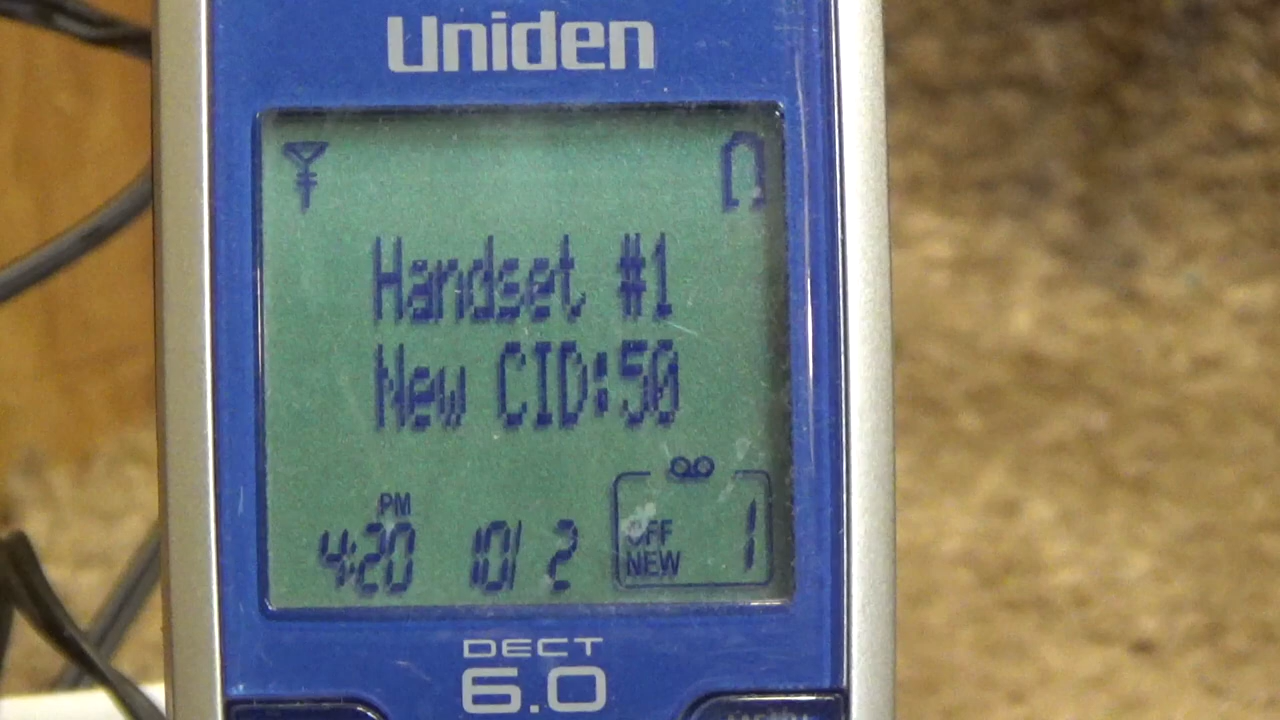 Uniden
Handset #1
New CID:50
PM
4:20 10/ 2
OFF
NEW 1
DECT
6.0